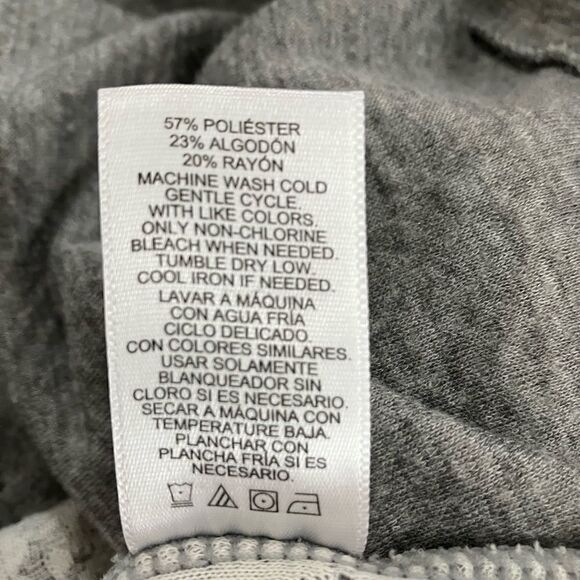 57% POLIÉSTER
23% ALGODÓN
20% RAYÓN
MACHINE WASH COLD
GENTLE CYCLE.
WITH LIKE COLORS.
ONLY NON-CHLORINE
BLEACH WHEN NEEDED.
TUMBLE DRY LOW.
COOL IRON IF NEEDED.
LAVAR A MÁQUINA
CON AGUA FRÍA
CICLO DELICADO.
CON COLORES SIMILARES.
USAR SOLAMENTE
BLANQUEADOR SIN
CLORO SI ES NECESARIO.
SECAR A MÁQUINA CON
TEMPERATURE BAJA.
PLANCHAR CON
PLANCHA FRÍA SI ES
NECESARIO.